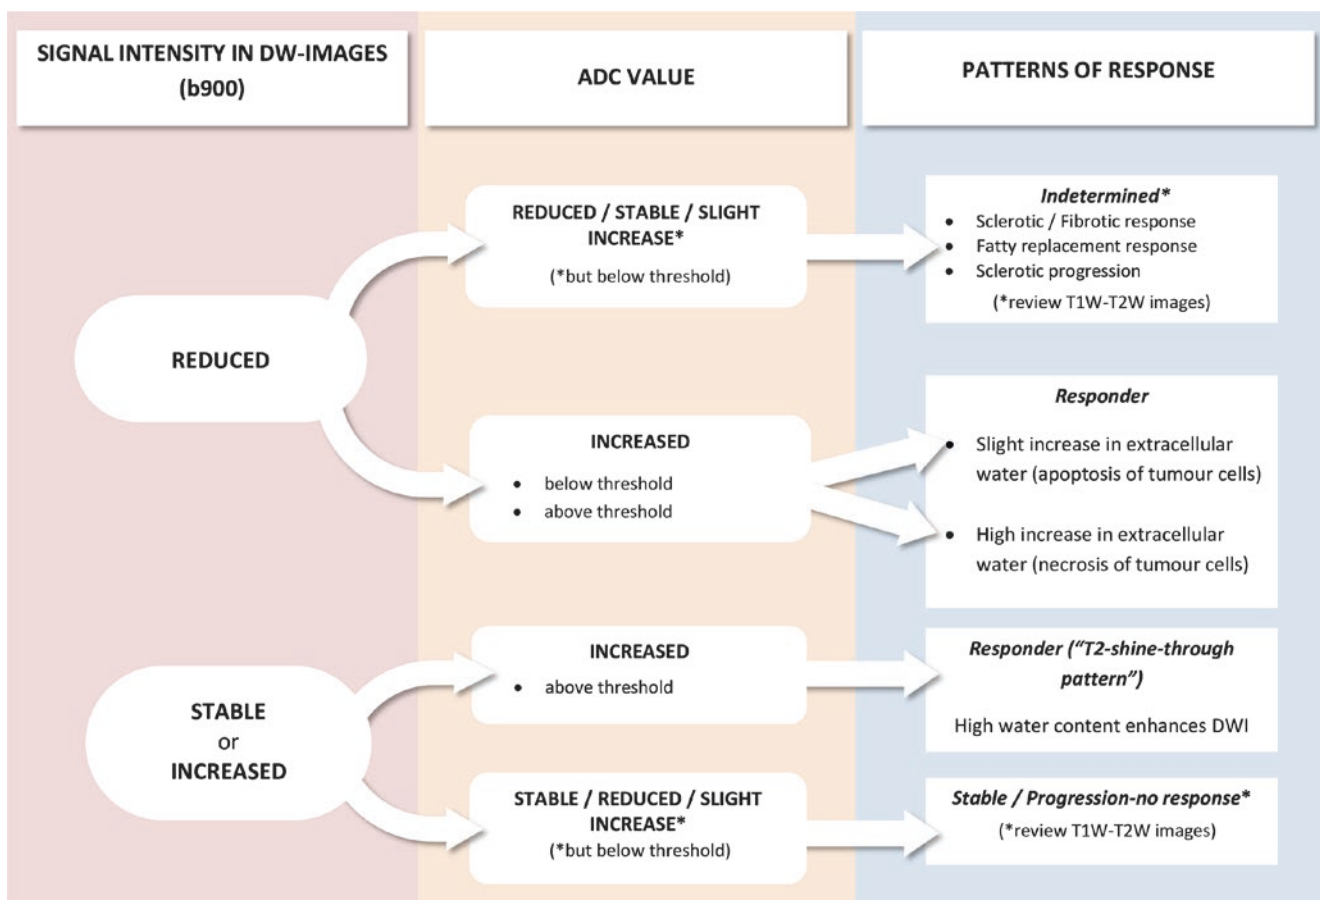 SIGNAL INTENSITY IN DW-IMAGES
(b900)
ADC VALUE
PATTERNS OF RESPONSE
REDUCED
REDUCED / STABLE / SLIGHT
INCREASE*
(*but below threshold)
Indetermined*
• Sclerotic / Fibrotic response
• Fatty replacement response
• Sclerotic progression
(*review T1W-T2W images)
INCREASED
• below threshold
• above threshold
Responder
• Slight increase in extracellular
water (apoptosis of tumour cells)
• High increase in extracellular
water (necrosis of tumour cells)
STABLE
or
INCREASED
INCREASED
• above threshold
Responder (“T2-shine-through
pattern”)
High water content enhances DWI
STABLE / REDUCED / SLIGHT
INCREASE*
(*but below threshold)
Stable / Progression-no response*
(*review T1W-T2W images)